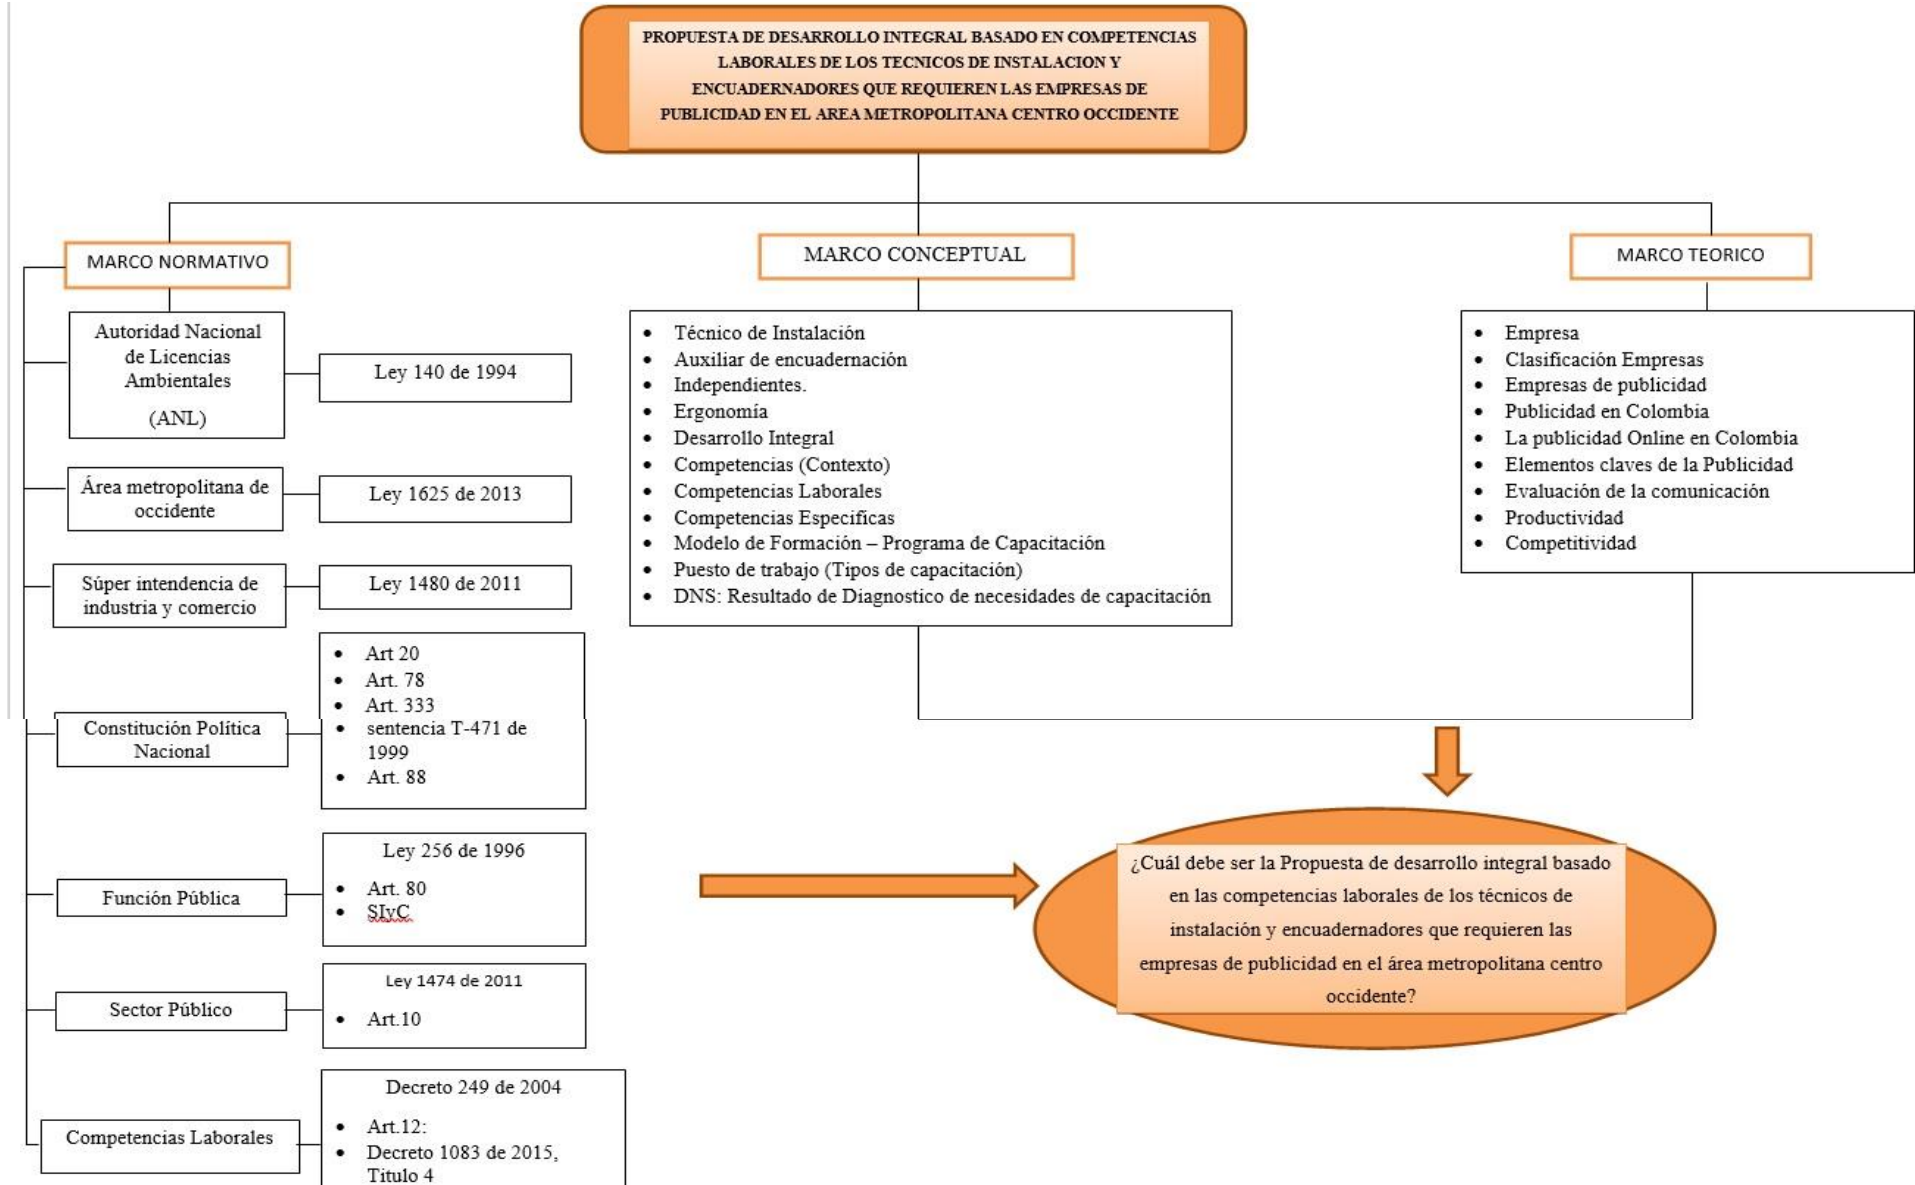 PROPUESTA DE DESARROLLO INTEGRAL BASADO EN COMPETENCIAS
LABORALES DE LOS TECNICOS DE INSTALACION Y
ENCUADERNADORES QUE REQUIEREN LAS EMPRESAS DE
PUBLICIDAD EN EL AREA METROPOLITANA CENTRO OCCIDENTE
MARCO NORMATIVO
Autoridad Nacional
de Licencias
Ambientales
(ANL)
Ley 140 de 1994
Área metropolitana de
occidente
Ley 1625 de 2013
Súper intendencia de
industria y comercio
Ley 1480 de 2011
Constitución Política
Nacional
• Art 20
• Art. 78
• Art. 333
• sentencia T-471 de
1999
• Art. 88
Función Pública
Ley 256 de 1996
• Art. 80
• SIyC
Sector Público
Ley 1474 de 2011
• Art.10
Competencias Laborales
Decreto 249 de 2004
• Art.12:
• Decreto 1083 de 2015,
Titulo 4
MARCO CONCEPTUAL
• Técnico de Instalación
• Auxiliar de encuadernación
• Independientes.
• Ergonomía
• Desarrollo Integral
• Competencias (Contexto)
• Competencias Laborales
• Competencias Especificas
• Modelo de Formación – Programa de Capacitación
• Puesto de trabajo (Tipos de capacitación)
• DNS: Resultado de Diagnostico de necesidades de capacitación
MARCO TEORICO
• Empresa
• Clasificación Empresas
• Empresas de publicidad
• Publicidad en Colombia
• La publicidad Online en Colombia
• Elementos claves de la Publicidad
• Evaluación de la comunicación
• Productividad
• Competitividad
¿Cuál debe ser la Propuesta de desarrollo integral basado
en las competencias laborales de los técnicos de
instalación y encuadernadores que requieren las
empresas de publicidad en el área metropolitana centro
occidente?